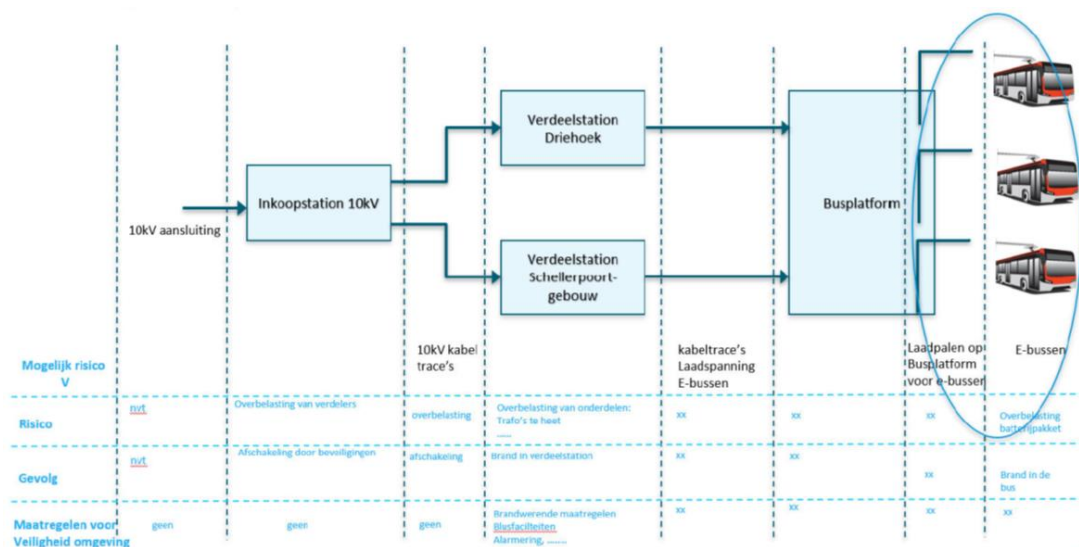 Verdeelstation
Driehoek
Inkoopstation 10kV
Busplatform
10kV aansluiting
Verdeelstation
Schellerpoort-
gebouw
Mogelijk risico
V
10kV kabel
trace's
kabeltrace's
Laadspanning
E-bussen
Laadpalen op
Busplatform
voor e-bussen
E-bussen
Risico
nvt
Overbelasting van verdelers
overbelasting
Overbelasting van onderdelen:
Trafo's te heet
......
xx
xx
xx
Overbelasting
batterijpakket
Gevolg
nvt
Afschakeling door beveiligingen
afschakeling
Brand in verdeelstation
xx
xx
xx
Brand in de
bus
Maatregelen voor
Veiligheid omgeving
geen
geen
geen
Brandwerende maatregelen
Blusfaciliteiten
Alarmering, .......
xx
xx
xx
xx